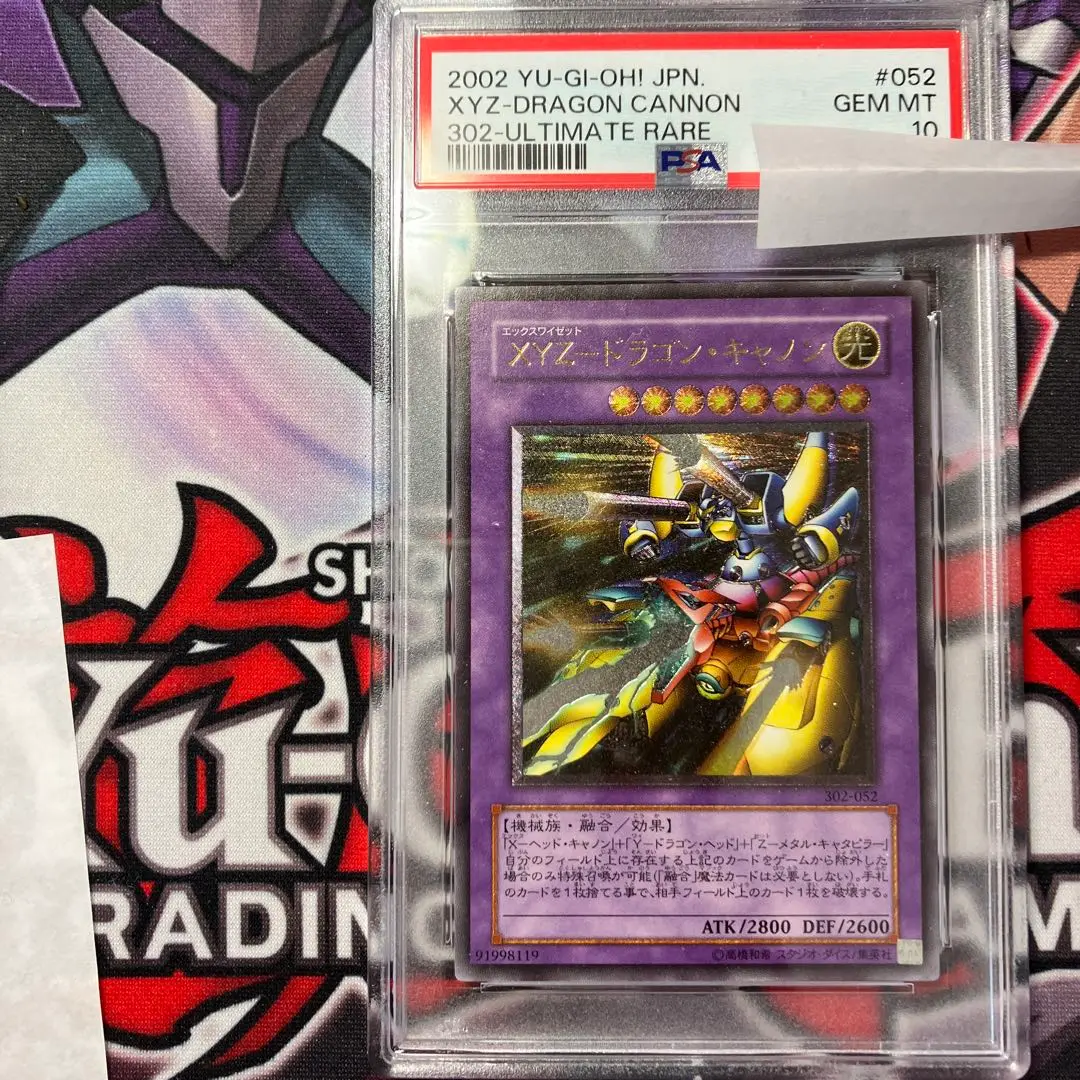 2002 YU-GI-OH! JPN. #052
XYZ-DRAGON CANNON GEM MT
302-ULTIMATE RARE 10
PSA
エックスワイゼット
XYZ－ドラゴン・キャノン 光
302-052
【機械族・融合／効果】
「X－ヘッド・キャノン」+「Y－ドラゴン・ヘッド」+「Z－メタル・キャタピラー」
自分のフィールド上に存在する上記のカードをゲームから除外した
場合のみ特殊召喚が可能(「融合」魔法カードは必要としない)。手札
のカードを1枚捨てる事で、相手フィールド上のカード1枚を破壊する。
ATK/2800 DEF/2600
91998119 ©高橋和希 スタジオ・ダイス/集英社
SH
RADIN